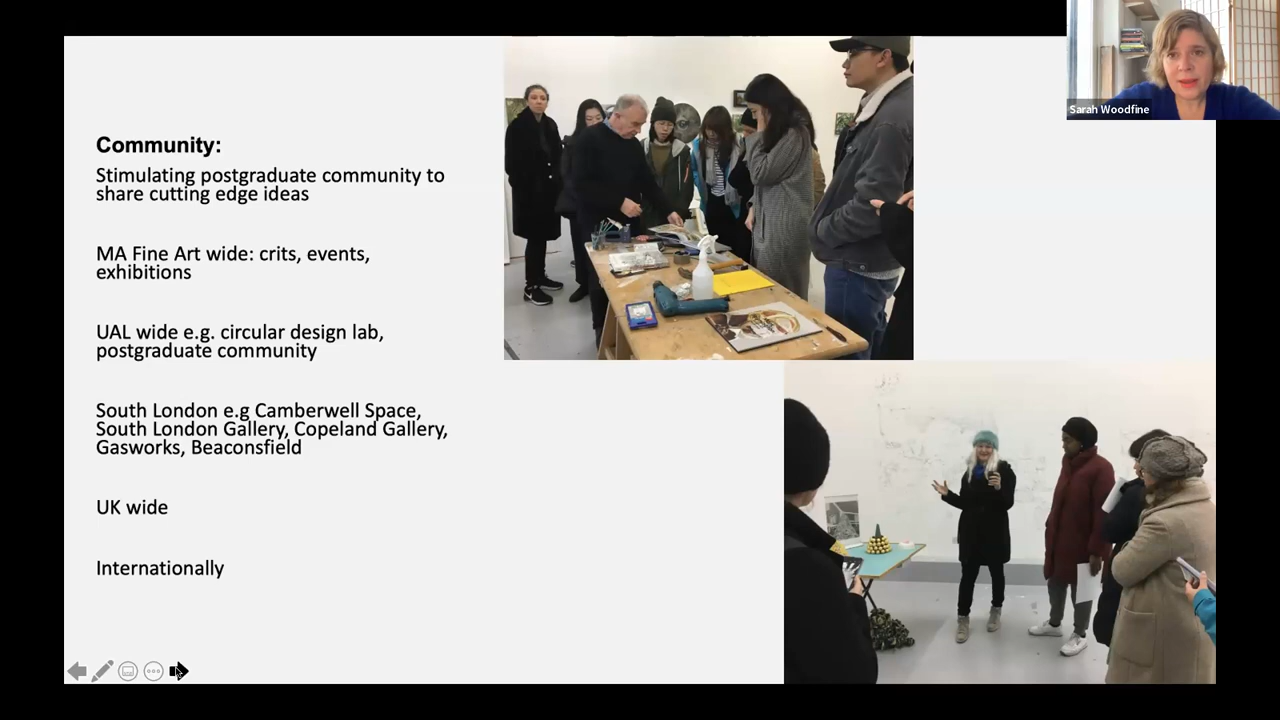 Sarah Woodfine
Community:
Stimulating postgraduate community to
share cutting edge ideas
MA Fine Art wide: crits, events,
exhibitions
UAL wide e.g. circular design lab,
postgraduate community
South London e.g Camberwell Space,
South London Gallery, Copeland Gallery,
Gasworks, Beaconsfield
UK wide
Internationally